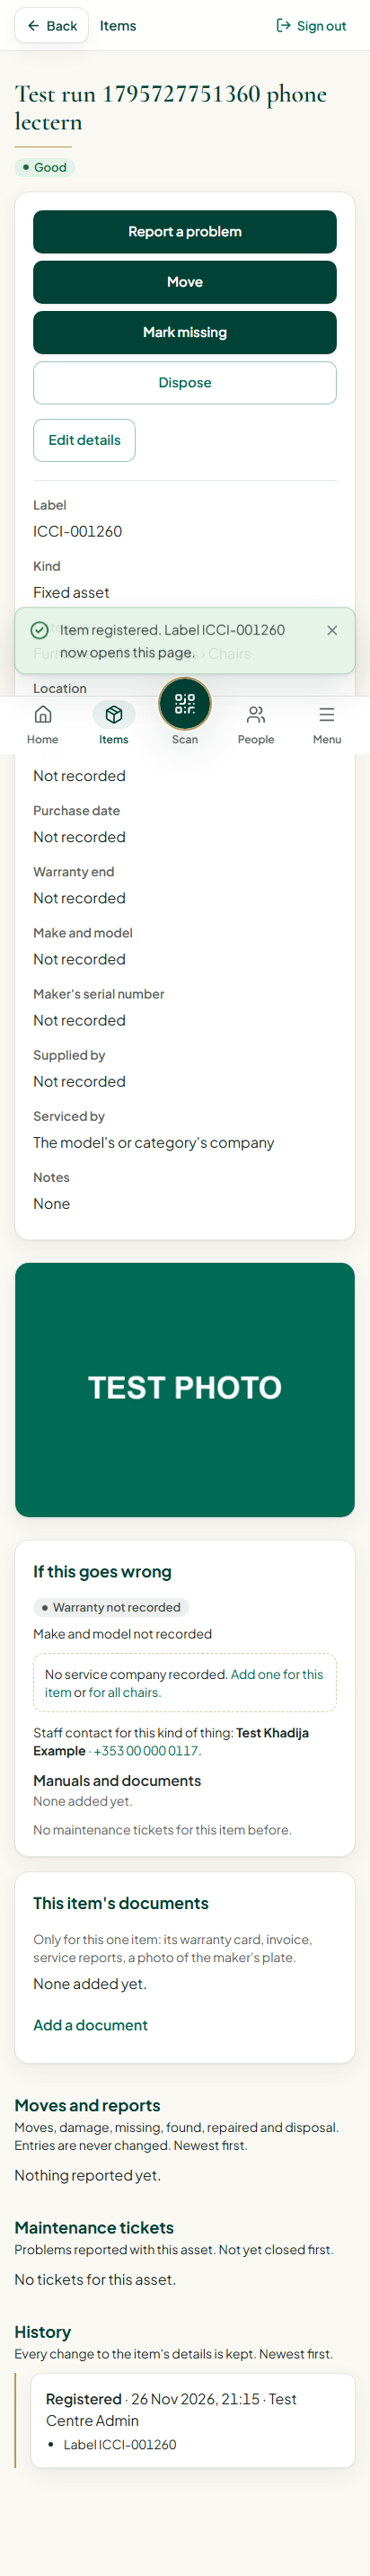 Back
Items
Sign out
Test run 1795727751360 phone
lectern
Good
Report a problem
Move
Mark missing
Dispose
Edit details
Label
ICCI-001260
Kind
Fixed asset
Item registered. Label ICCI-001260
now opens this page.
› Chairs
Location
Home
Items
Scan
People
Menu
Not recorded
Purchase date
Not recorded
Warranty end
Not recorded
Make and model
Not recorded
Maker's serial number
Not recorded
Supplied by
Not recorded
Serviced by
The model's or category's company
Notes
None
TEST PHOTO
If this goes wrong
Warranty not recorded
Make and model not recorded
No service company recorded. Add one for this
item or for all chairs.
Staff contact for this kind of thing: Test Khadija
Example · +353 00 000 0117.
Manuals and documents
None added yet.
No maintenance tickets for this item before.
This item's documents
Only for this one item: its warranty card, invoice,
service reports, a photo of the maker's plate.
None added yet.
Add a document
Moves and reports
Moves, damage, missing, found, repaired and disposal.
Entries are never changed. Newest first.
Nothing reported yet.
Maintenance tickets
Problems reported with this asset. Not yet closed first.
No tickets for this asset.
History
Every change to the item's details is kept. Newest first.
Registered · 26 Nov 2026, 21:15 · Test
Centre Admin
Label ICCI-001260